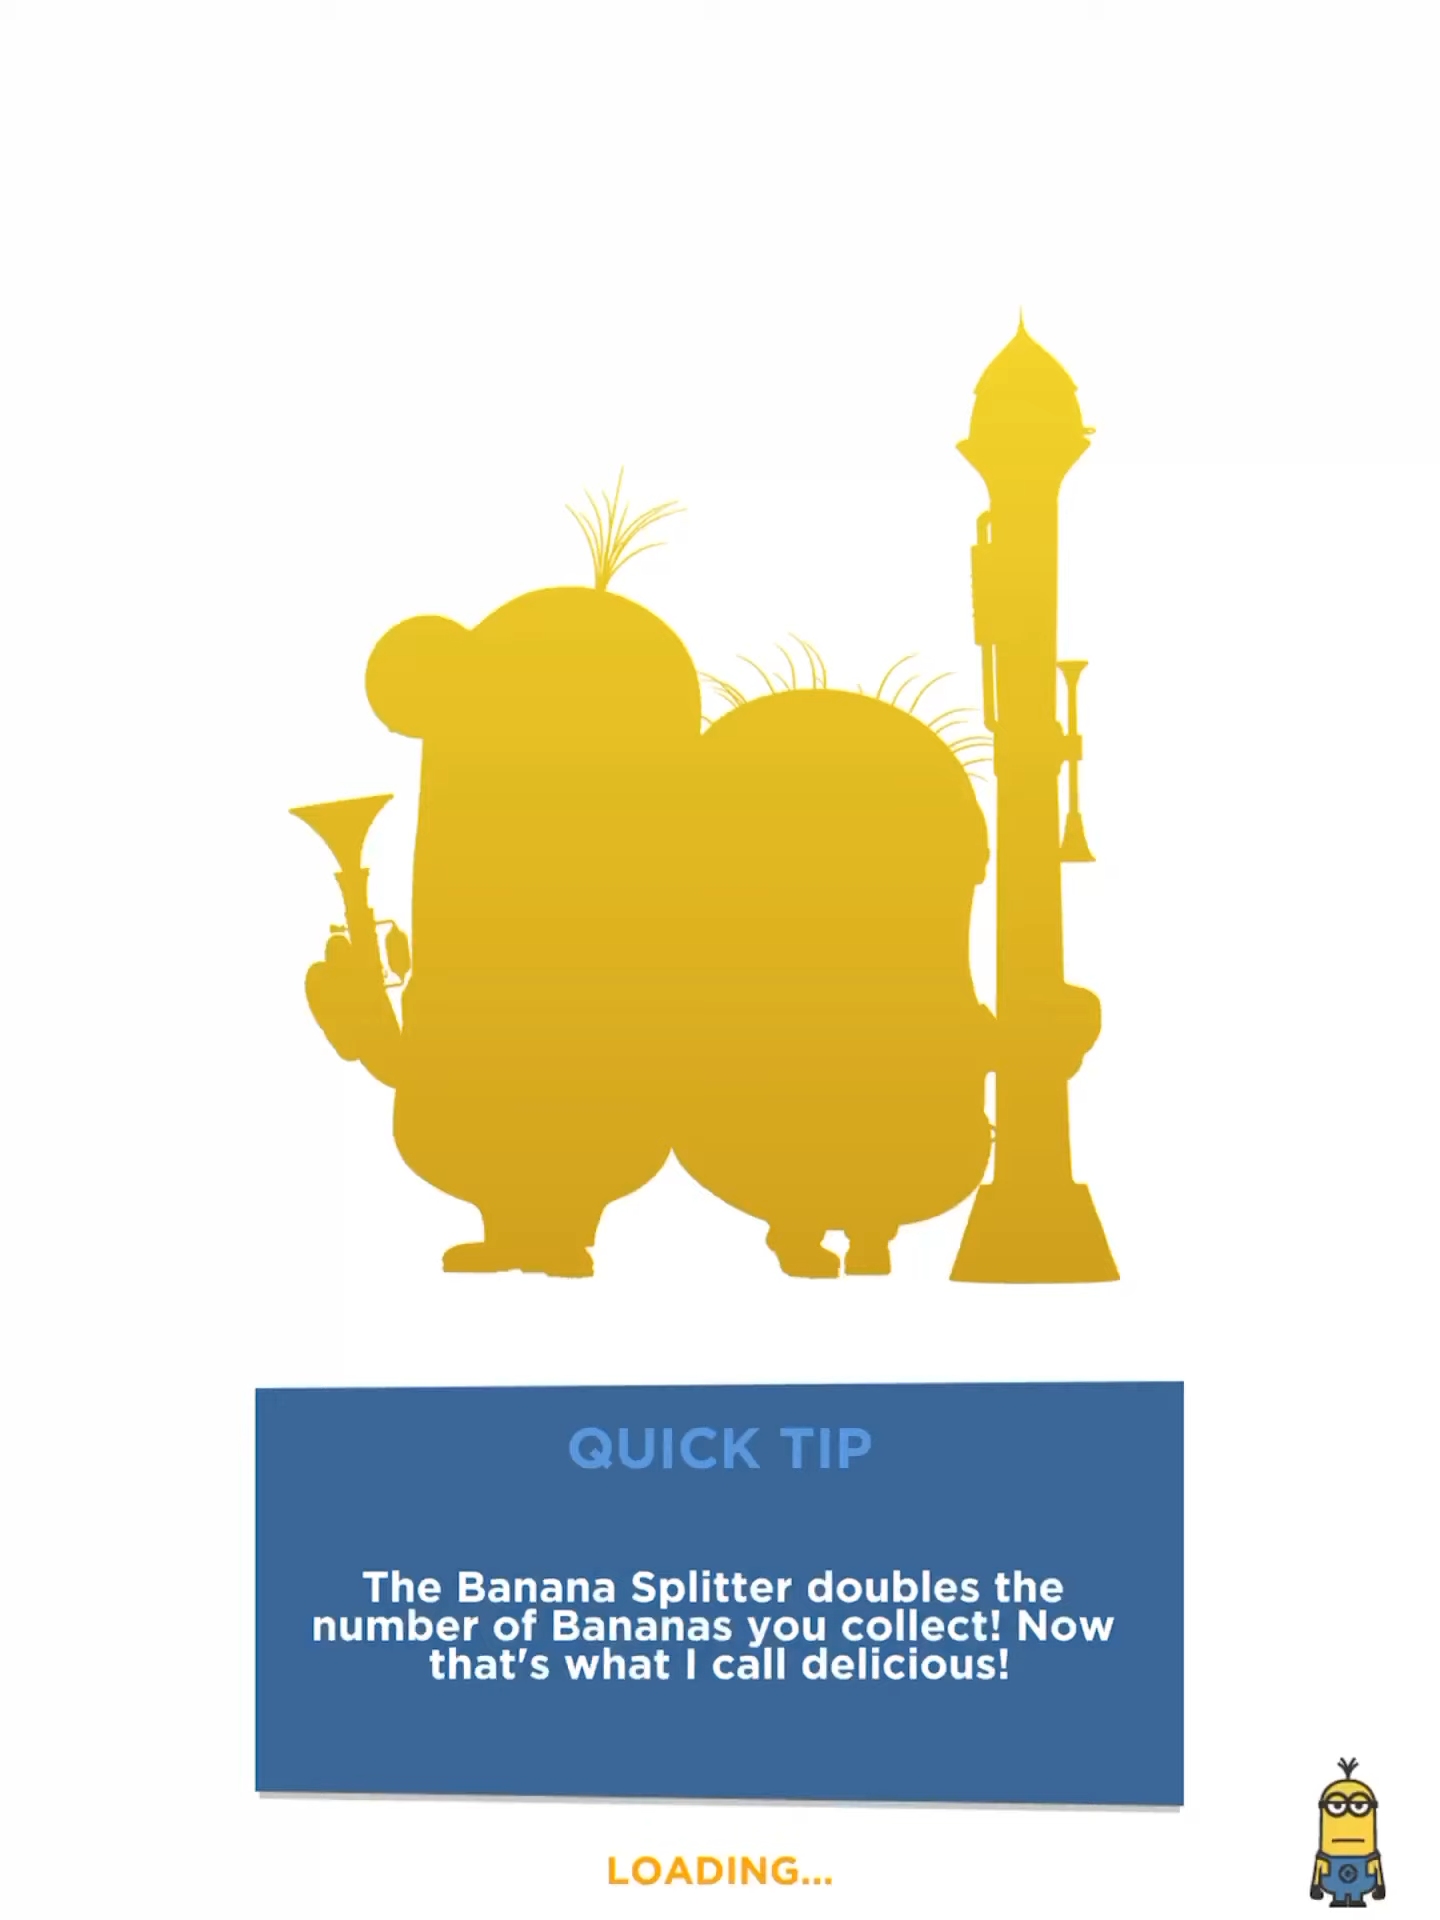 QUICK TIP
The Banana Splitter doubles the
number of Bananas you collect! Now
that's what I call delicious!
LOADING...